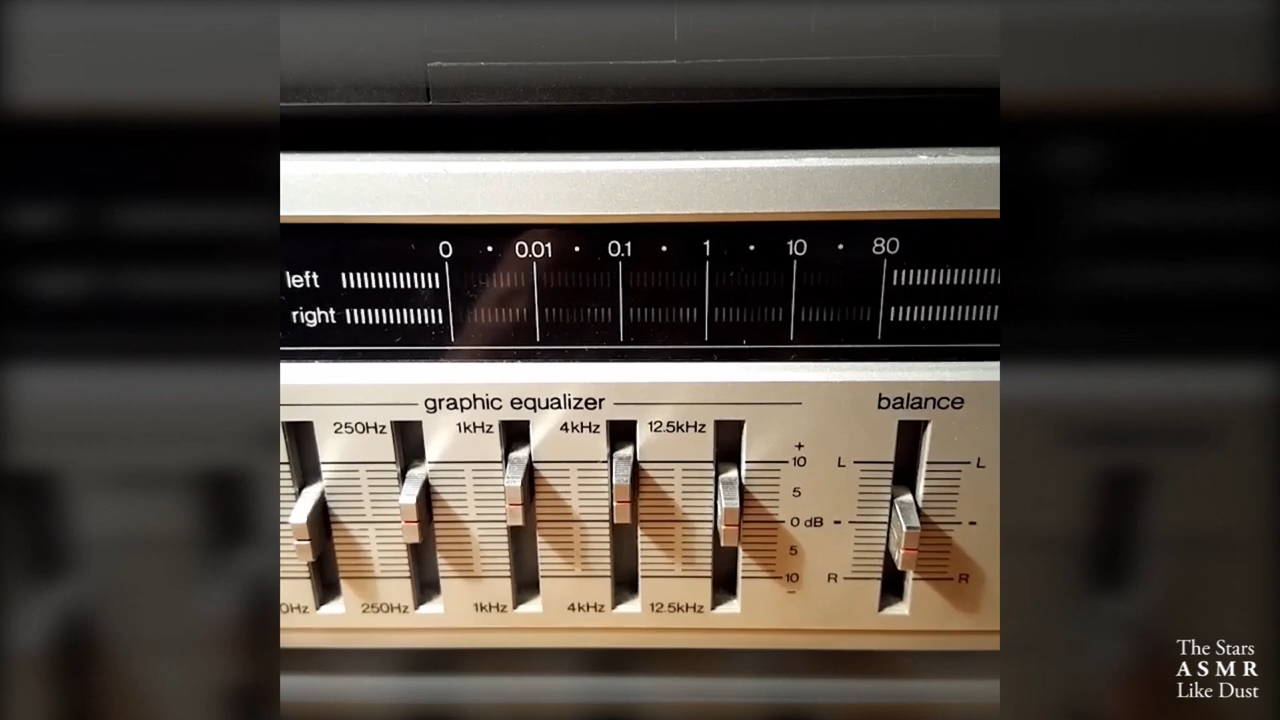 0 • 0.01 • 0.1 • 1 • 10 • 80
left
right
graphic equalizer
balance
250Hz 1kHz 4kHz 12.5kHz
+
10 L L
5
0 dB - -
5
10 R R
−
0Hz 250Hz 1kHz 4kHz 12.5kHz
The Stars
ASMR
Like Dust